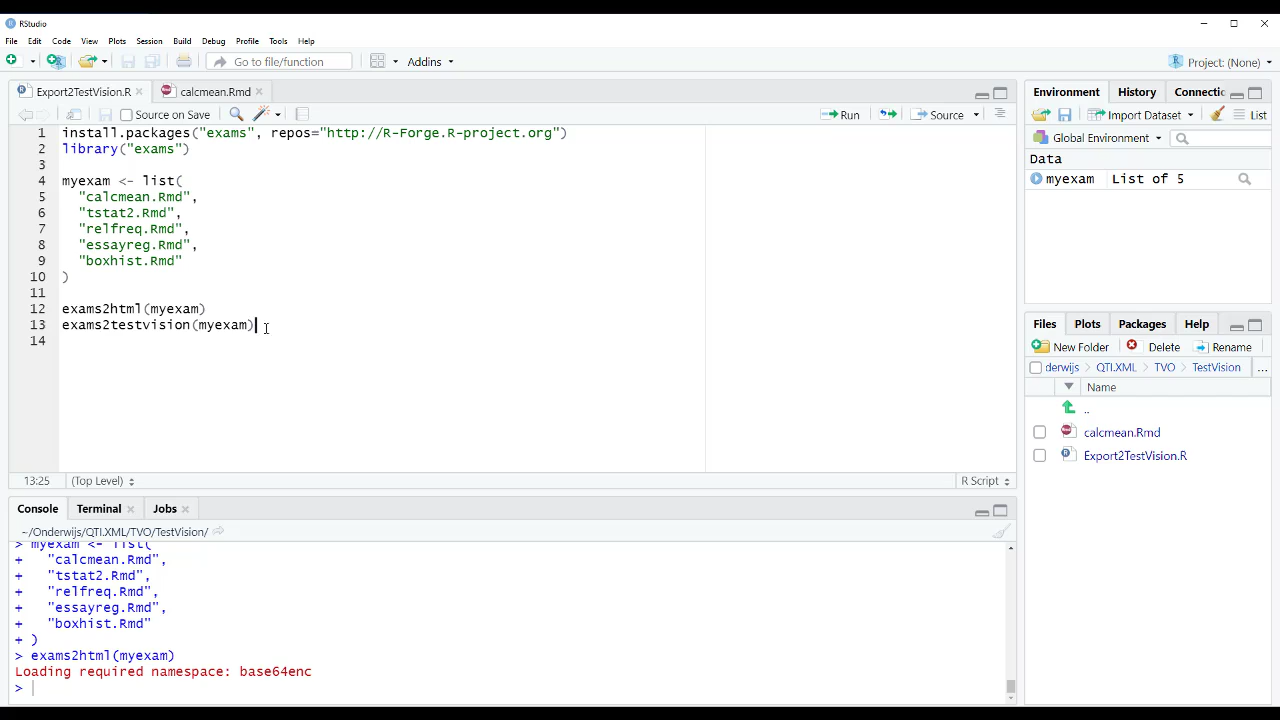 RStudio
File Edit Code View Plots Session Build Debug Profile Tools Help
Go to file/function Addins Project: (None)
Export2TestVision.R calcmean.Rmd
Source on Save Run Source
1 install.packages("exams", repos="http://R-Forge.R-project.org")
2 library("exams")
3
4 myexam <- list(
5 "calcmean.Rmd",
6 "tstat2.Rmd",
7 "relfreq.Rmd",
8 "essayreg.Rmd",
9 "boxhist.Rmd"
10 )
11
12 exams2html(myexam)
13 exams2testvision(myexam)
14
13:25 (Top Level) R Script
Console Terminal Jobs
~/Onderwijs/QTI.XML/TVO/TestVision/
> myexam <- list(
+ "calcmean.Rmd",
+ "tstat2.Rmd",
+ "relfreq.Rmd",
+ "essayreg.Rmd",
+ "boxhist.Rmd"
+ )
> exams2html(myexam)
Loading required namespace: base64enc
>
Environment History Connectic
Import Dataset List
Global Environment
Data
myexam List of 5
Files Plots Packages Help
New Folder Delete Rename
derwijs > QTI.XML > TVO > TestVision ...
Name
..
calcmean.Rmd
Export2TestVision.R